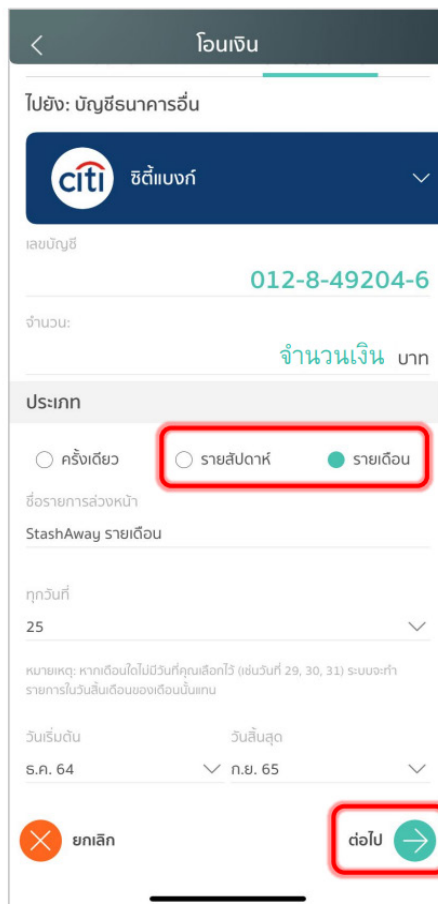 โอนเงิน
ไปยัง: บัญชีธนาคารอื่น
citi ซิตี้แบงก์
เลขบัญชี
012-8-49204-6
จำนวน:
จำนวนเงิน บาท
ประเภท
ครั้งเดียว รายสัปดาห์ รายเดือน
ชื่อรายการล่วงหน้า
StashAway รายเดือน
ทุกวันที่
25
หมายเหตุ: หากเดือนใดไม่มีวันที่คุณเลือกไว้ (เช่นวันที่ 29, 30, 31) ระบบจะทำ
รายการในวันสิ้นเดือนของเดือนนั้นแทน
วันเริ่มต้น วันสิ้นสุด
ธ.ค. 64 ก.ย. 65
ยกเลิก ต่อไป